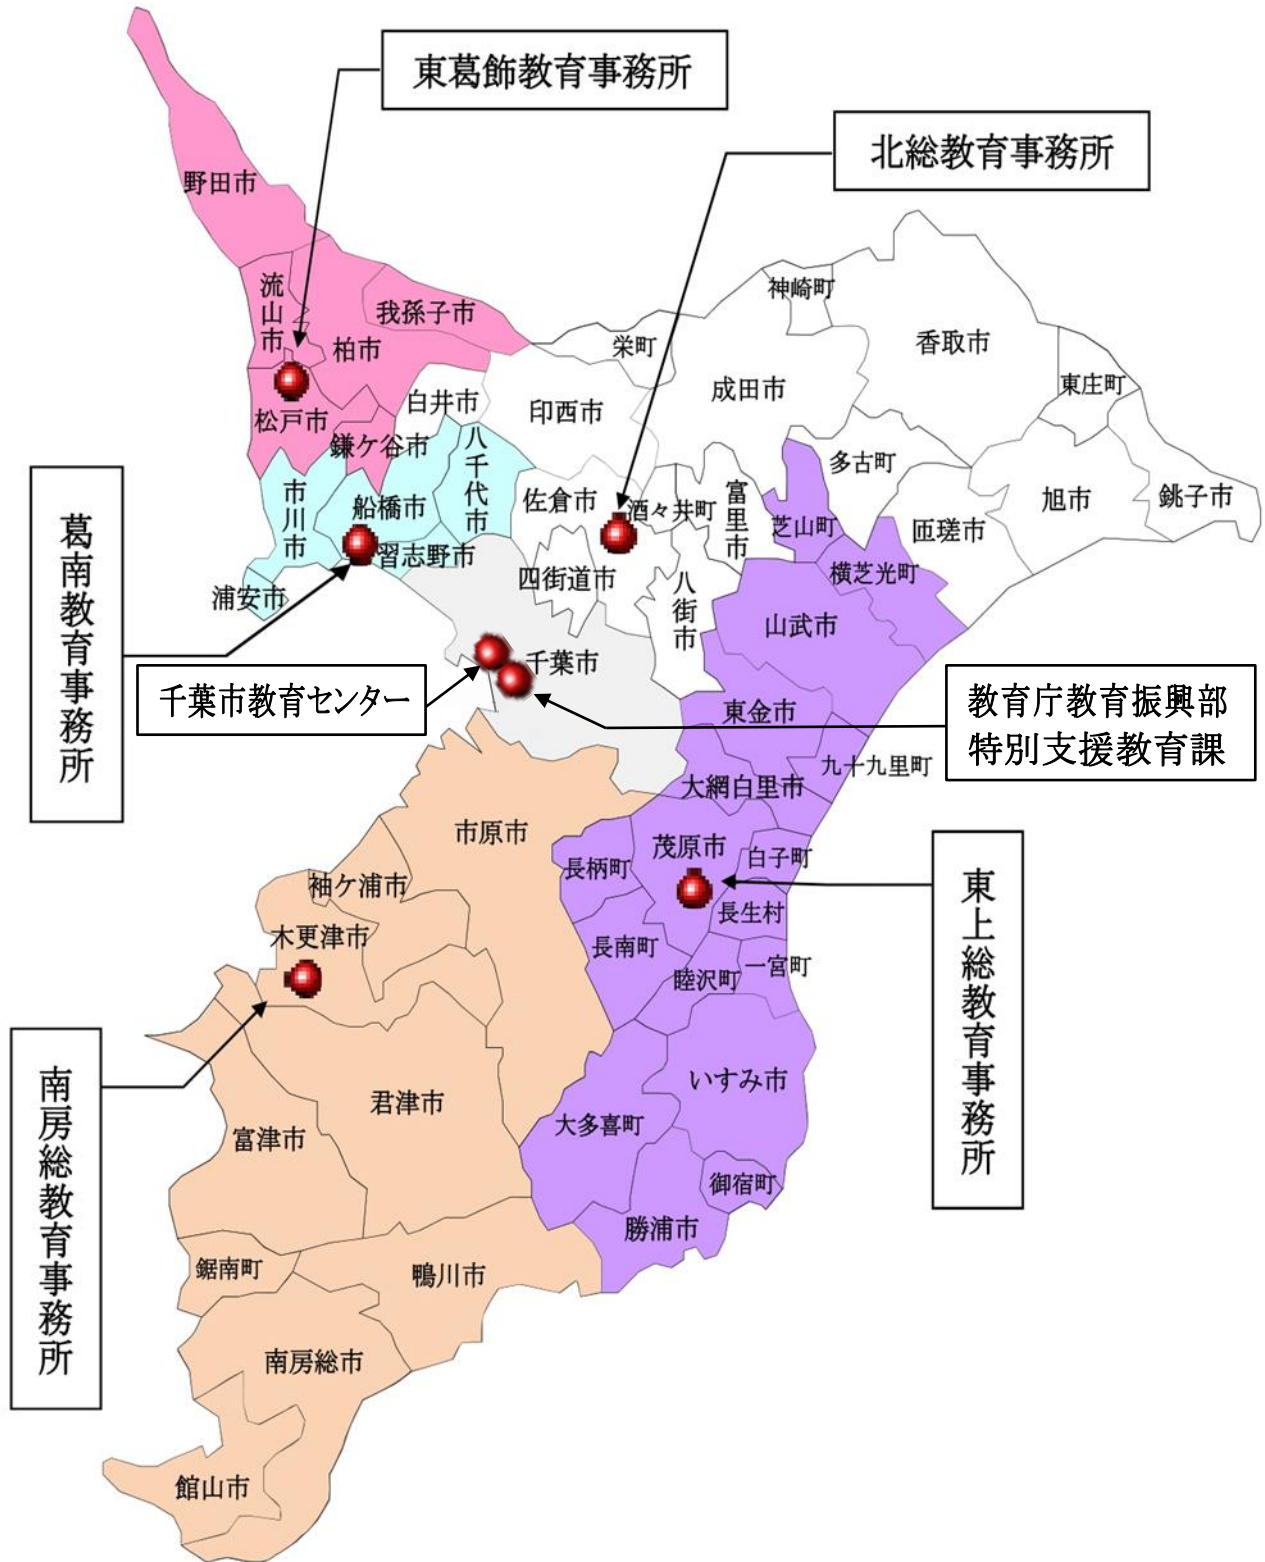 東葛飾教育事務所
北総教育事務所
野田市
流山市
我孫子市
柏市
松戸市
鎌ケ谷市
白井市
栄町
印西市
成田市
神崎町
香取市
東庄町
銚子市
旭市
匝瑳市
多古町
富里市
酒々井町
佐倉市
四街道市
八街市
八千代市
船橋市
習志野市
市川市
浦安市
葛南教育事務所
千葉市
千葉市教育センター
教育庁教育振興部
特別支援教育課
芝山町
横芝光町
山武市
東金市
九十九里町
大網白里市
茂原市
白子町
長柄町
長生村
長南町
睦沢町
一宮町
いすみ市
大多喜町
御宿町
勝浦市
東上総教育事務所
市原市
袖ケ浦市
木更津市
君津市
富津市
鋸南町
鴨川市
南房総市
館山市
南房総教育事務所